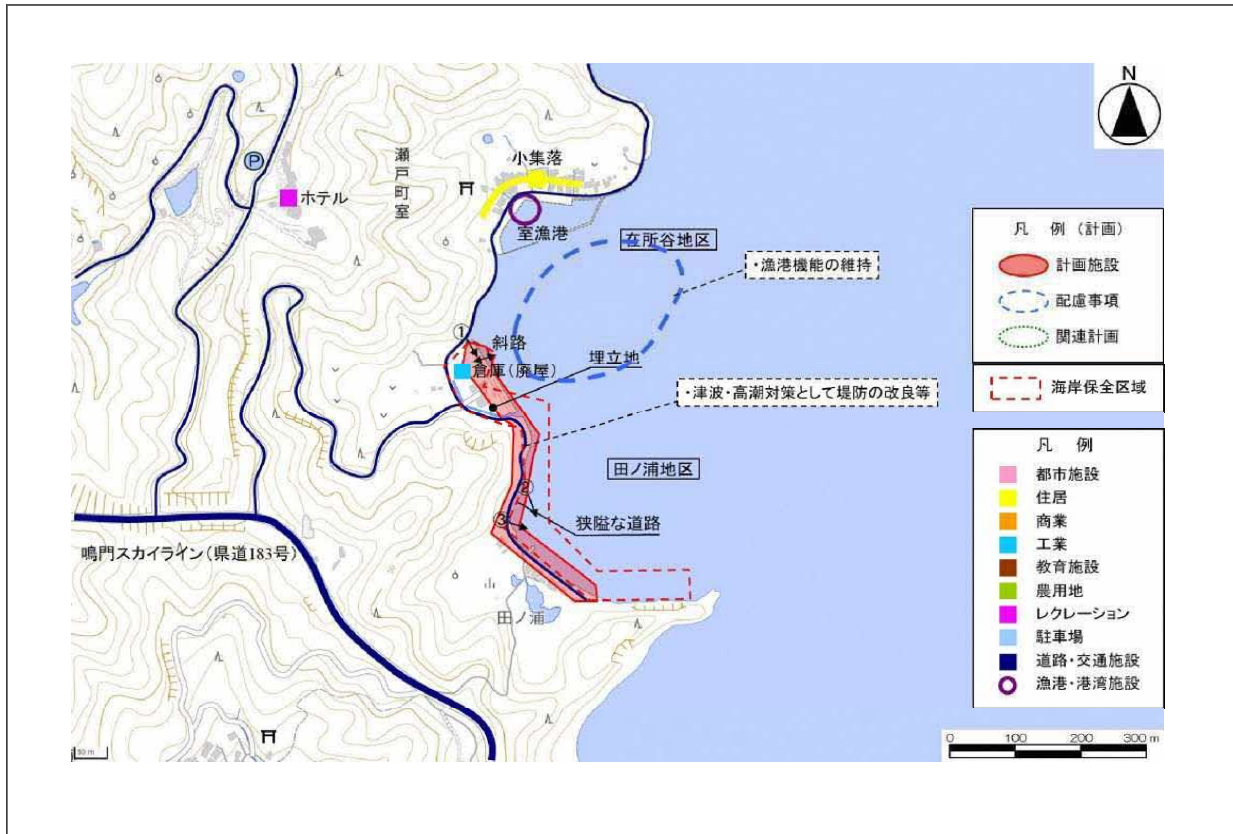 N
小集落
瀬戸町室
P
ホテル
室漁港
在所谷地区
・漁港機能の維持
①
斜路
倉庫(廃屋)
埋立地
・津波・高潮対策として堤防の改良等
田ノ浦地区
②
③
狭隘な道路
鳴門スカイライン(県道183号)
田ノ浦
50 m
凡 例 (計画)
計画施設
配慮事項
関連計画
海岸保全区域
凡 例
都市施設
住居
商業
工業
教育施設
農用地
レクレーション
駐車場
道路・交通施設
漁港・港湾施設
0 100 200 300 m